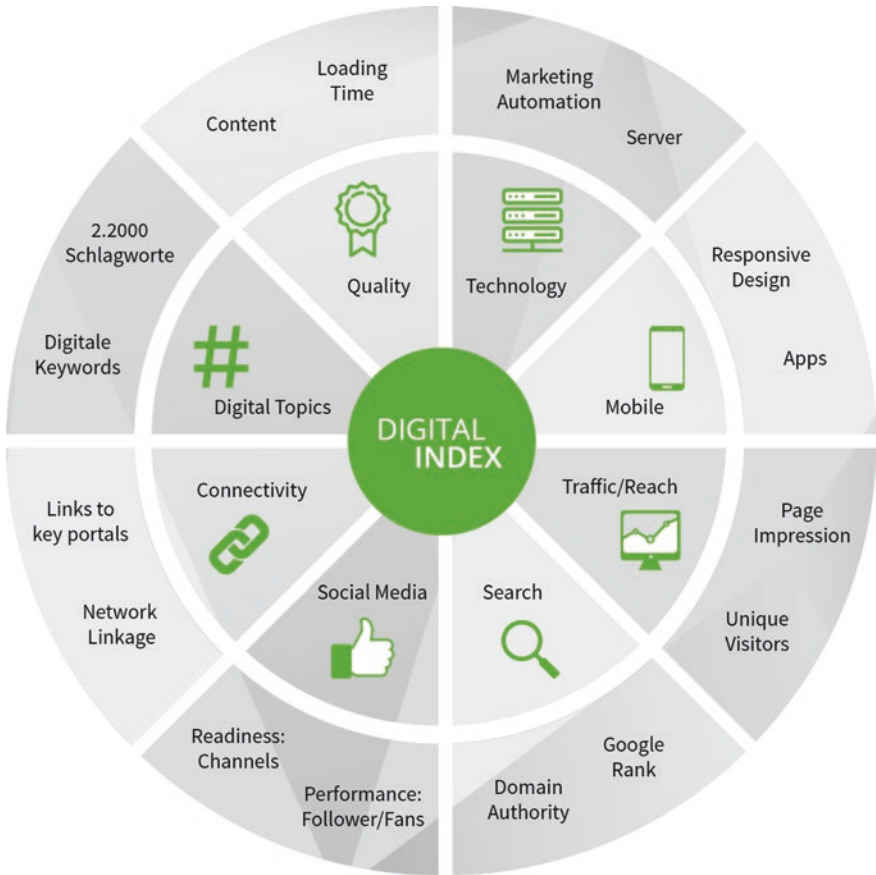 Loading
Time
Content
Marketing
Automation
Server
2.2000
Schlagworte
Digitale
Keywords
Quality
Technology
Responsive
Design
Apps
Digital Topics
Mobile
DIGITAL
INDEX
Connectivity
Traffic/Reach
Links to
key portals
Network
Linkage
Page
Impression
Unique
Visitors
Social Media
Search
Readiness:
Channels
Performance:
Follower/Fans
Google
Rank
Domain
Authority